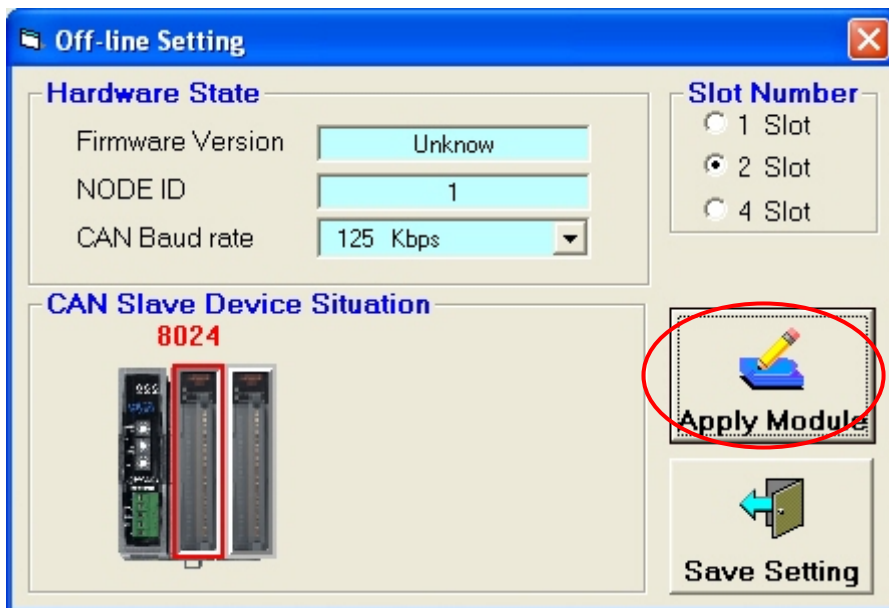 Off-line Setting
Hardware State
Firmware Version
Unknow
NODE ID
1
CAN Baud rate
125 Kbps
Slot Number
1 Slot
2 Slot
4 Slot
CAN Slave Device Situation
8024
Apply Module
Save Setting